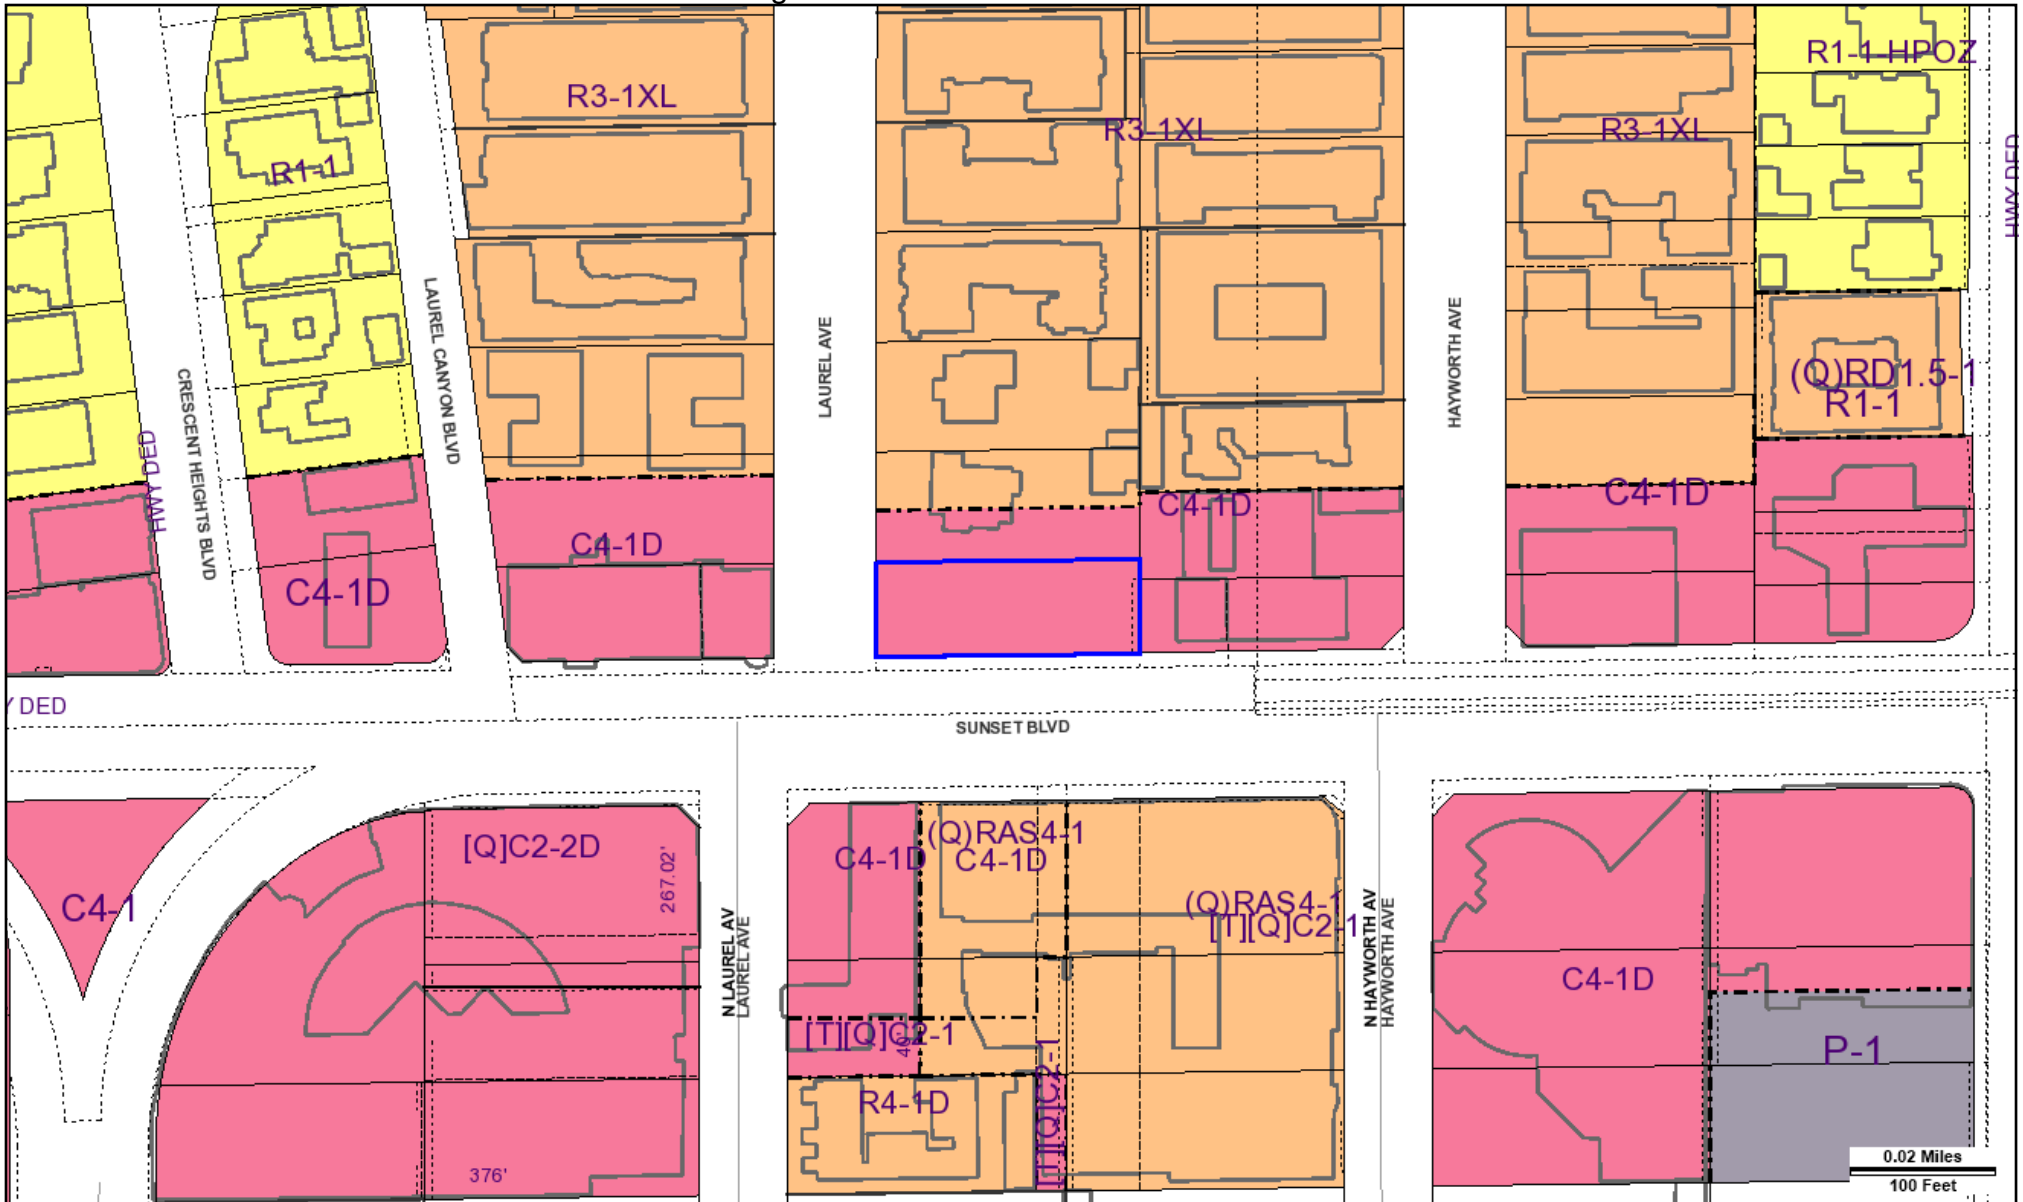 R1-1-HPOZ
R3-1XL
R3-1XL
R3-1XL
R1-1
HWY DED
LAUREL CANYON BLVD
LAUREL AVE
HAYWORTH AVE
CRESCENT HEIGHTS BLVD
(Q)RD1.5-1
R1-1
HWY DED
C4-1D
C4-1D
C4-1D
C4-1D
Y DED
SUNSET BLVD
[Q]C2-2D
267.02'
(Q)RAS4-1
C4-1D
C4-1D
C4-1
(Q)RAS4-1
[T][Q]C2-1
N LAUREL AV
LAUREL AVE
N HAYWORTH AV
HAYWORTH AVE
C4-1D
[T][Q]C2-1
40'
P-1
R4-1D
[T][Q]C2-1
376'
0.02 Miles
100 Feet